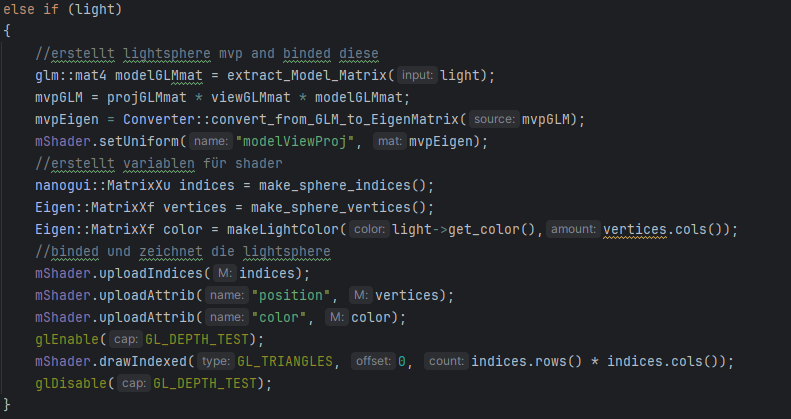 else if (light)
{
//erstellt lightsphere mvp and binded diese
glm::mat4 modelGLMmat = extract_Model_Matrix( input: light);
mvpGLM = projGLMmat * viewGLMmat * modelGLMmat;
mvpEigen = Converter::convert_from_GLM_to_EigenMatrix( source: mvpGLM);
mShader.setUniform( name: "modelViewProj", mat: mvpEigen);
//erstellt variablen für shader
nanogui::MatrixXu indices = make_sphere_indices();
Eigen::MatrixXf vertices = make_sphere_vertices();
Eigen::MatrixXf color = makeLightColor( color: light->get_color(), amount: vertices.cols());
//binded und zeichnet die lightsphere
mShader.uploadIndices( M: indices);
mShader.uploadAttrib( name: "position", M: vertices);
mShader.uploadAttrib( name: "color", M: color);
glEnable( cap: GL_DEPTH_TEST);
mShader.drawIndexed( type: GL_TRIANGLES, offset: 0, count: indices.rows() * indices.cols());
glDisable( cap: GL_DEPTH_TEST);
}